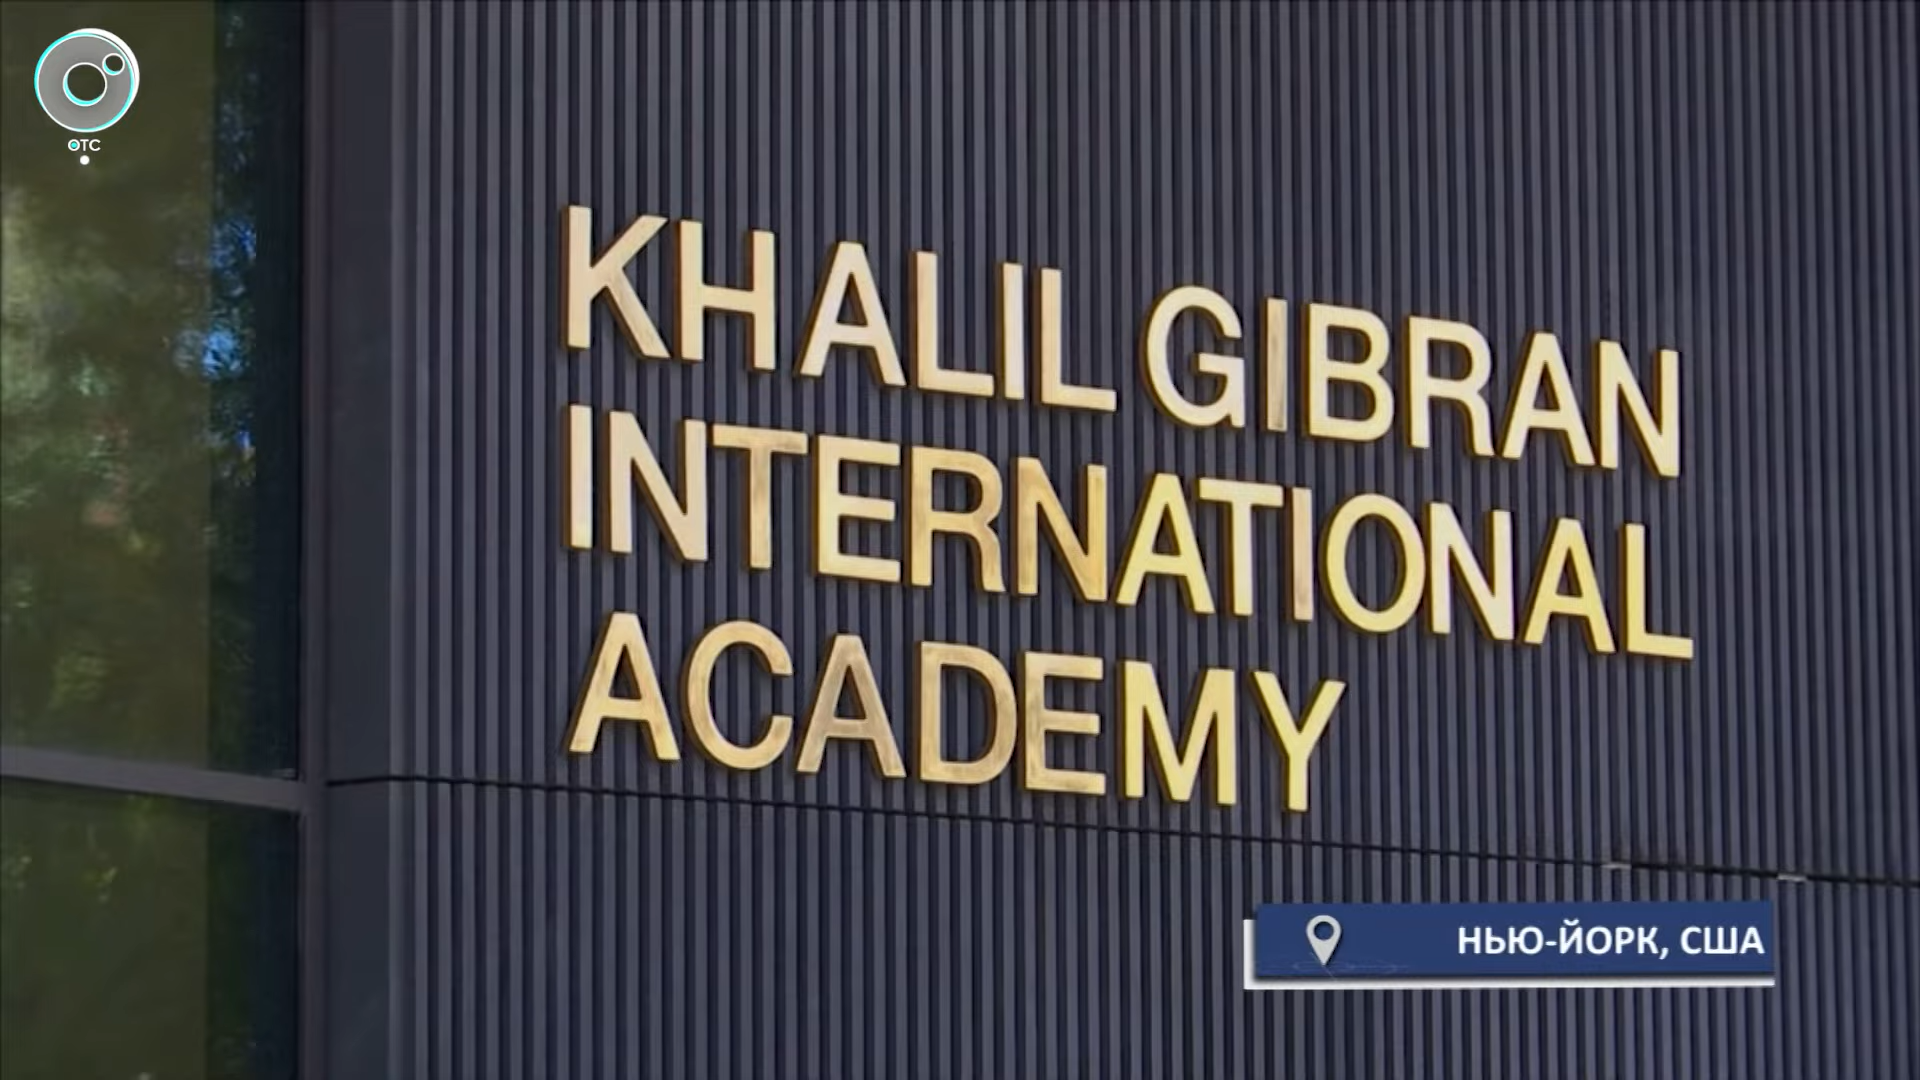 ОТС
KHALIL GIBRAN
INTERNATIONAL
ACADEMY
НЬЮ-ЙОРК, США